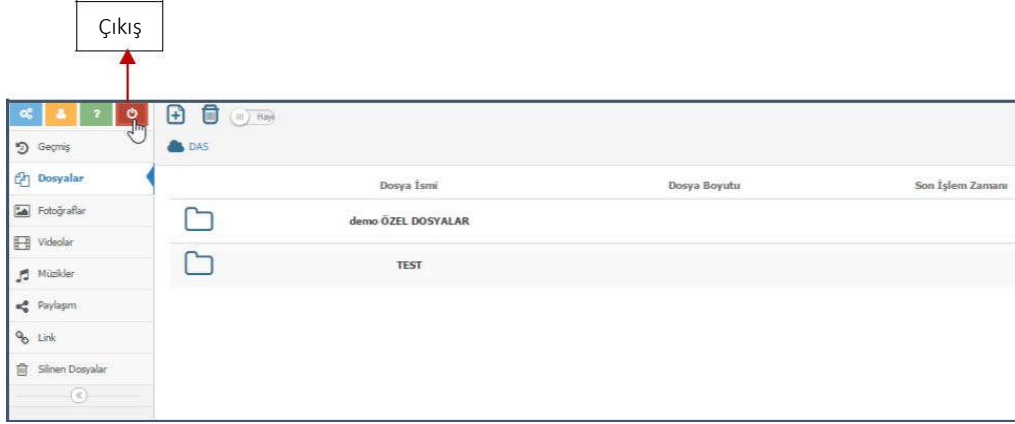 Çıkış
?
Hayı
Geçmiş
DAS
Dosyalar
Dosya İsmi Dosya Boyutu Son İşlem Zamanı
Fotoğraflar
demo ÖZEL DOSYALAR
Videolar
TEST
Müzikler
Paylaşım
Link
Silinen Dosyalar